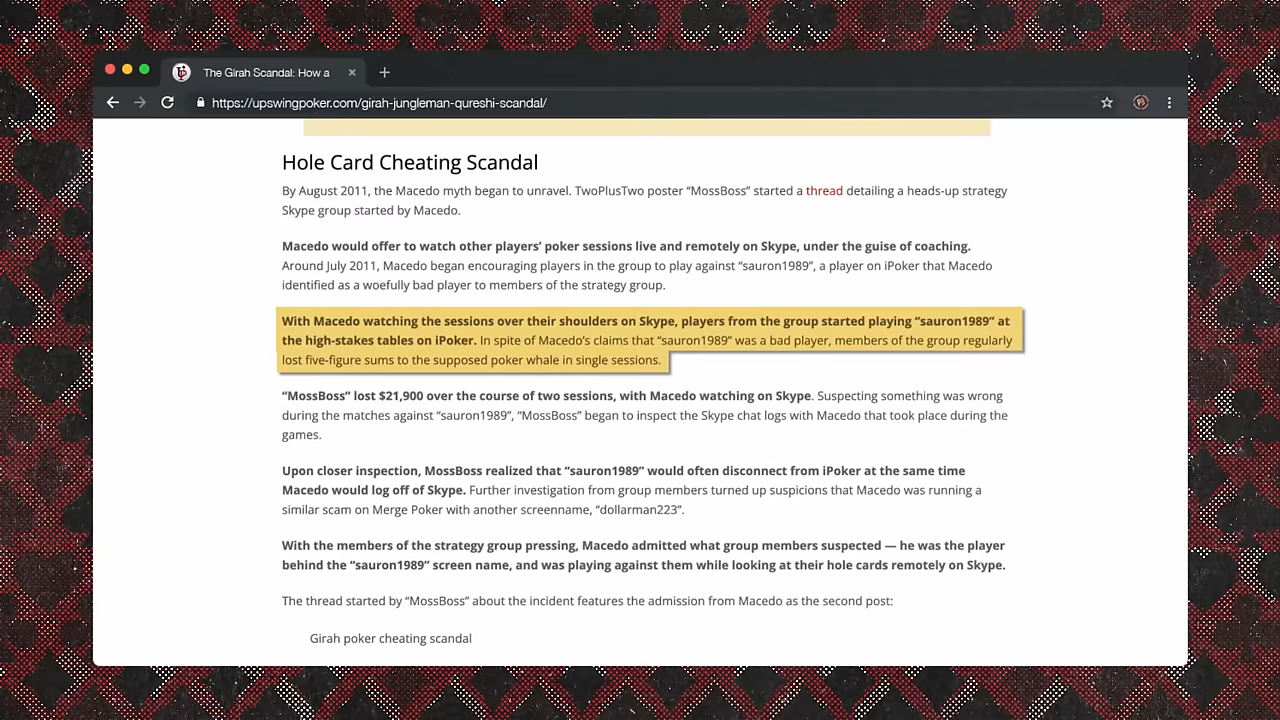 The Girah Scandal: How a
https://upswingpoker.com/girah-jungleman-qureshi-scandal/
Hole Card Cheating Scandal
By August 2011, the Macedo myth began to unravel. TwoPlusTwo poster “MossBoss” started a thread detailing a heads-up strategy
Skype group started by Macedo.
Macedo would offer to watch other players’ poker sessions live and remotely on Skype, under the guise of coaching.
Around July 2011, Macedo began encouraging players in the group to play against “sauron1989”, a player on iPoker that Macedo
identified as a woefully bad player to members of the strategy group.
With Macedo watching the sessions over their shoulders on Skype, players from the group started playing “sauron1989” at
the high-stakes tables on iPoker. In spite of Macedo’s claims that “sauron1989” was a bad player, members of the group regularly
lost five-figure sums to the supposed poker whale in single sessions.
“MossBoss” lost $21,900 over the course of two sessions, with Macedo watching on Skype. Suspecting something was wrong
during the matches against “sauron1989”, “MossBoss” began to inspect the Skype chat logs with Macedo that took place during the
games.
Upon closer inspection, MossBoss realized that “sauron1989” would often disconnect from iPoker at the same time
Macedo would log off of Skype. Further investigation from group members turned up suspicions that Macedo was running a
similar scam on Merge Poker with another screenname, “dollarman223”.
With the members of the strategy group pressing, Macedo admitted what group members suspected — he was the player
behind the “sauron1989” screen name, and was playing against them while looking at their hole cards remotely on Skype.
The thread started by “MossBoss” about the incident features the admission from Macedo as the second post:
Girah poker cheating scandal